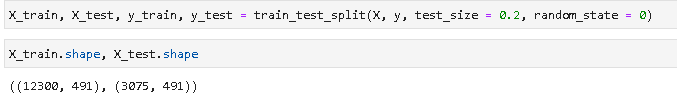 X_train, X_test, y_train, y_test = train_test_split(X, y, test_size = 0.2, random_state = 0)
X_train.shape, X_test.shape
((12300, 491), (3075, 491))